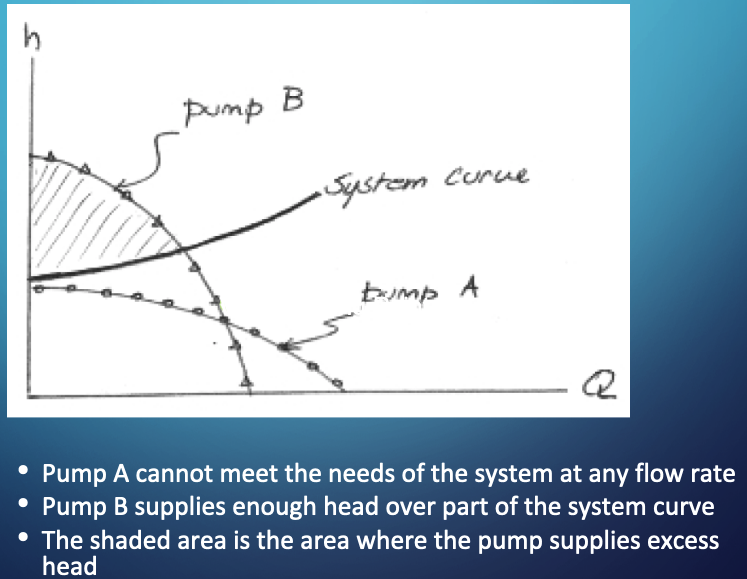 h
pump B
System curve
pump A
Q
• Pump A cannot meet the needs of the system at any flow rate
• Pump B supplies enough head over part of the system curve
• The shaded area is the area where the pump supplies excess
head